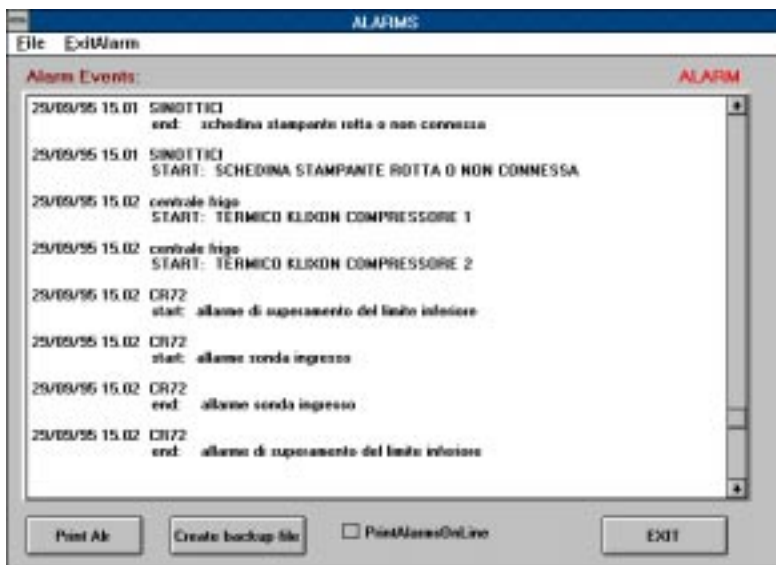 ALARMS
File ExitAlarm
Alarm Events: ALARM
29/09/95 15.01 SINOTTICI
end: schedina stampante rotta o non connessa
29/09/95 15.01 SINOTTICI
START: SCHEDINA STAMPANTE ROTTA O NON CONNESSA
29/09/95 15.02 centrale frigo
START: TERMICO KLIXON COMPRESSORE 1
29/09/95 15.02 centrale frigo
START: TERMICO KLIXON COMPRESSORE 2
29/09/95 15.02 CR72
start: allarme di superamento del limite inferiore
29/09/95 15.02 CR72
start: allarme sonda ingresso
29/09/95 15.02 CR72
end: allarme sonda ingresso
29/09/95 15.02 CR72
end: allarme di superamento del limite inferiore
Print Alr Create backup file PrintAlarmsOnLine EXIT